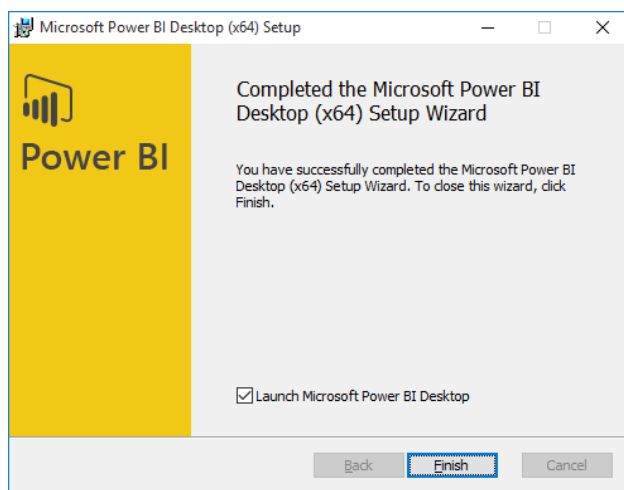 Microsoft Power BI Desktop (x64) Setup
Power BI
Completed the Microsoft Power BI
Desktop (x64) Setup Wizard
You have successfully completed the Microsoft Power BI
Desktop (x64) Setup Wizard. To close this wizard, click
Finish.
Launch Microsoft Power BI Desktop
Back
Finish
Cancel